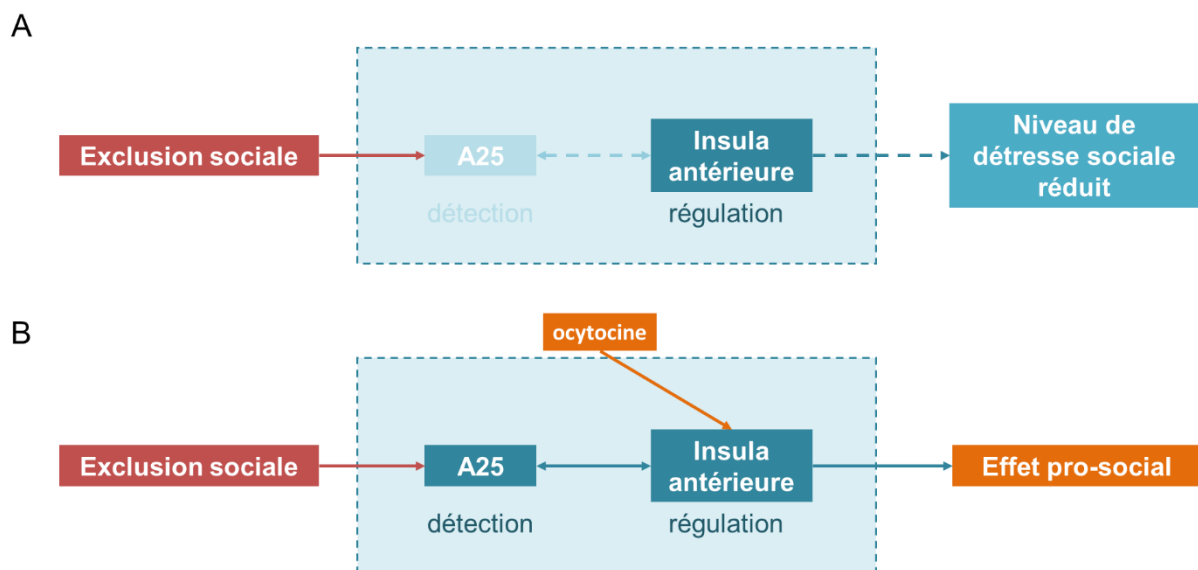 A
Exclusion sociale
A25
détection
Insula
antérieure
régulation
Niveau de
détresse sociale
réduit
B
ocytocine
Exclusion sociale
A25
détection
Insula
antérieure
régulation
Effet pro-social